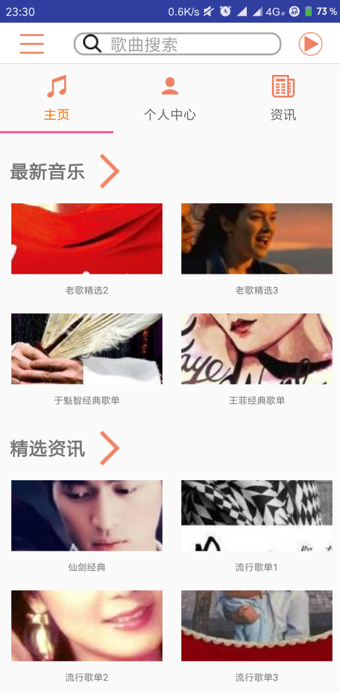 23:30 0.6K/s 4G 73%
歌曲搜索
主页 个人中心 资讯
最新音乐
老歌精选2 老歌精选3
于魁智经典歌单 王菲经典歌单
精选资讯
仙剑经典 流行歌单1
流行歌单2 流行歌单3